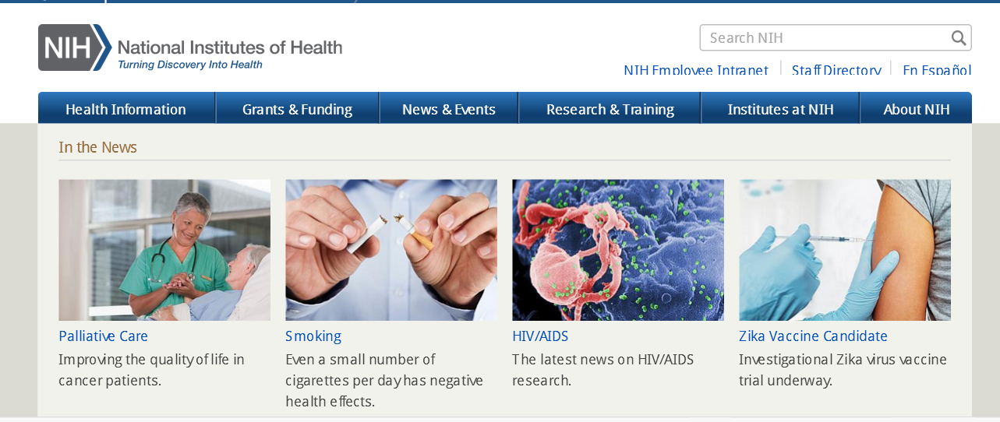 NIH National Institutes of Health
Turning Discovery Into Health
Search NIH
NIH Employee Intranet
Staff Directory
En Español
Health Information
Grants & Funding
News & Events
Research & Training
Institutes at NIH
About NIH
In the News
Palliative Care
Improving the quality of life in
cancer patients.
Smoking
Even a small number of
cigarettes per day has negative
health effects.
HIV/AIDS
The latest news on HIV/AIDS
research.
Zika Vaccine Candidate
Investigational Zika virus vaccine
trial underway.